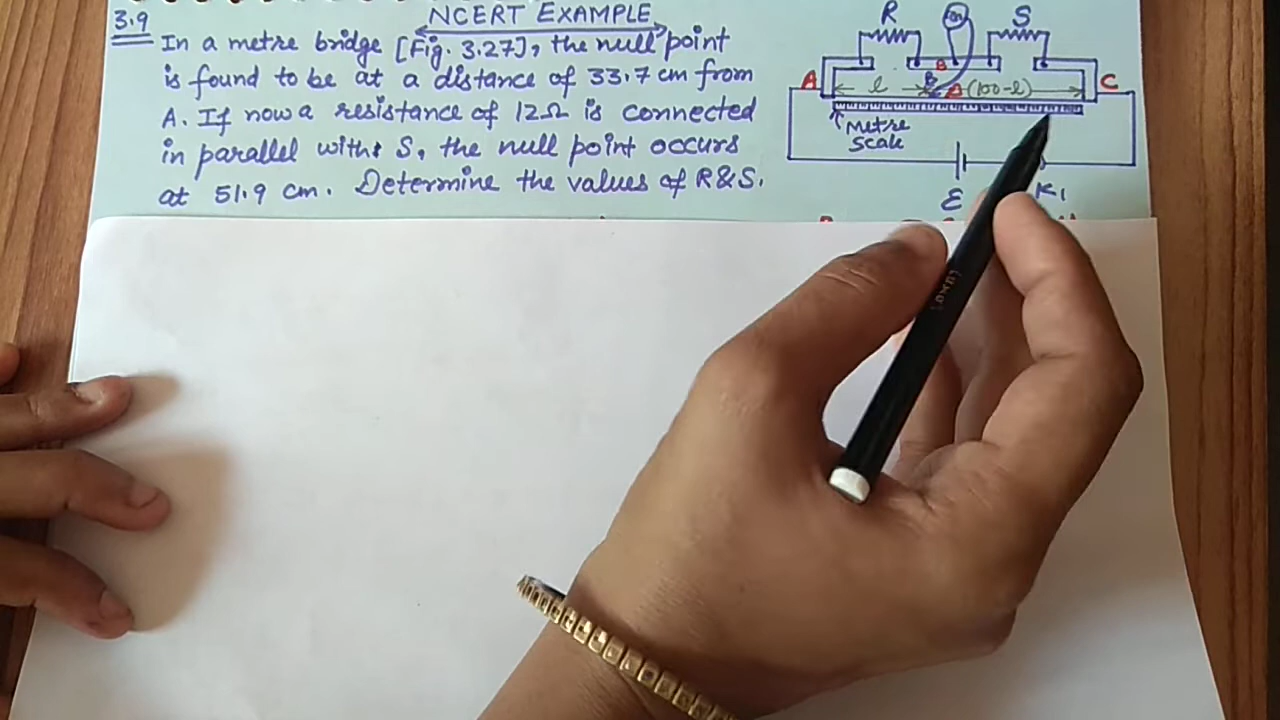 3.9
NCERT EXAMPLE
In a metre bridge [Fig. 3.27], the null point
is found to be at a distance of 33.7 cm from
A. If now a resistance of 12Ω is connected
in parallel with S, the null point occurs
at 51.9 cm. Determine the values of R&S.
R
G
S
B
A
B
C
l
D
(100-l)
Metre
Scale
ε
K1
LUXOR